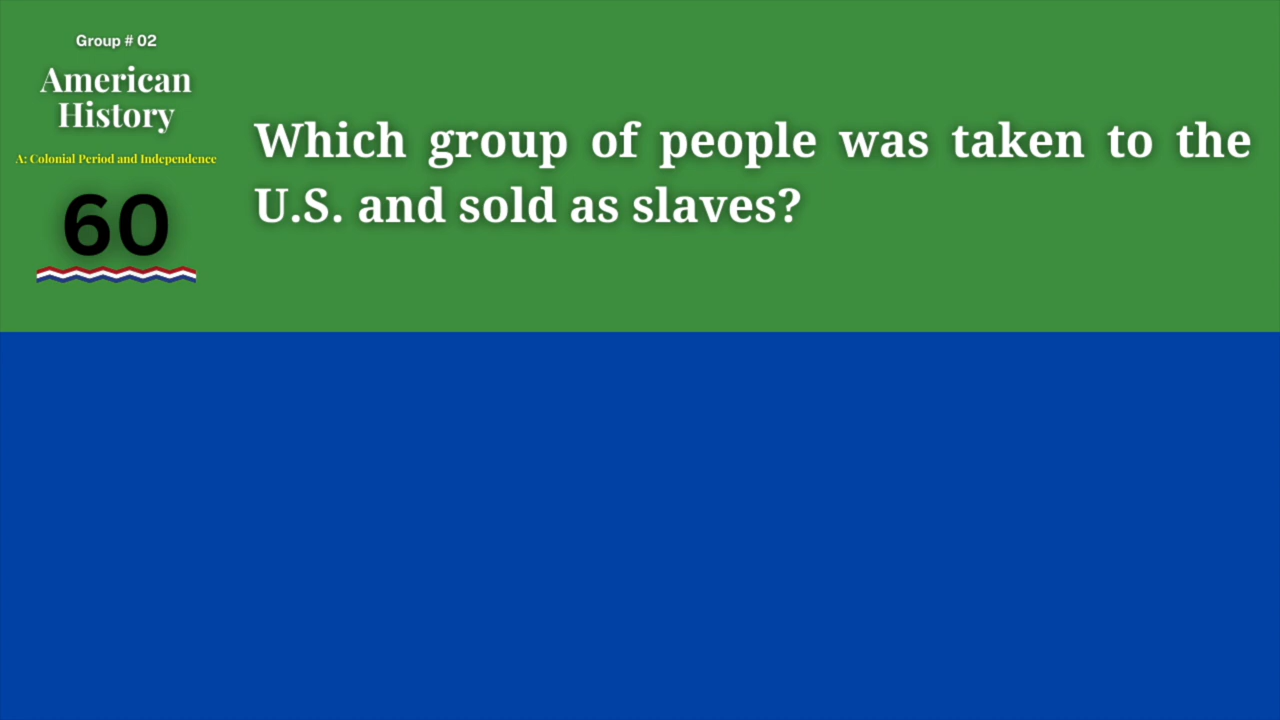 Group # 02
American
History
A: Colonial Period and Independence
60
Which group of people was taken to the
U.S. and sold as slaves?